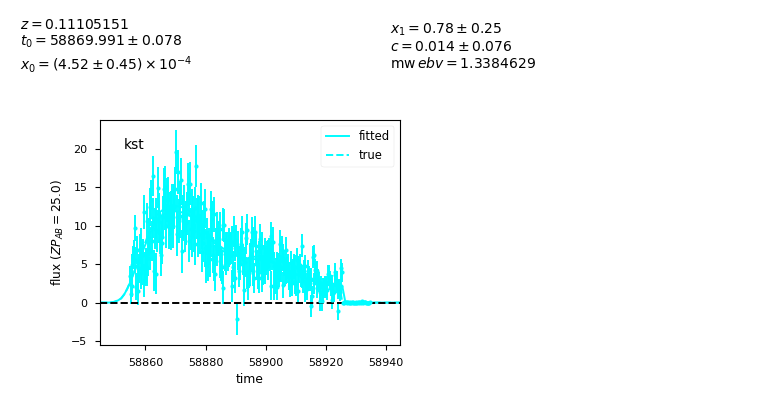 z = 0.11105151
t₀ = 58869.991 ± 0.078
x₀ = (4.52 ± 0.45) × 10⁻⁴
x₁ = 0.78 ± 0.25
c = 0.014 ± 0.076
mw ebv = 1.3384629
kst
fitted
true
20
15
10
5
0
−5
flux (ZP_AB = 25.0)
58860 58880 58900 58920 58940
time